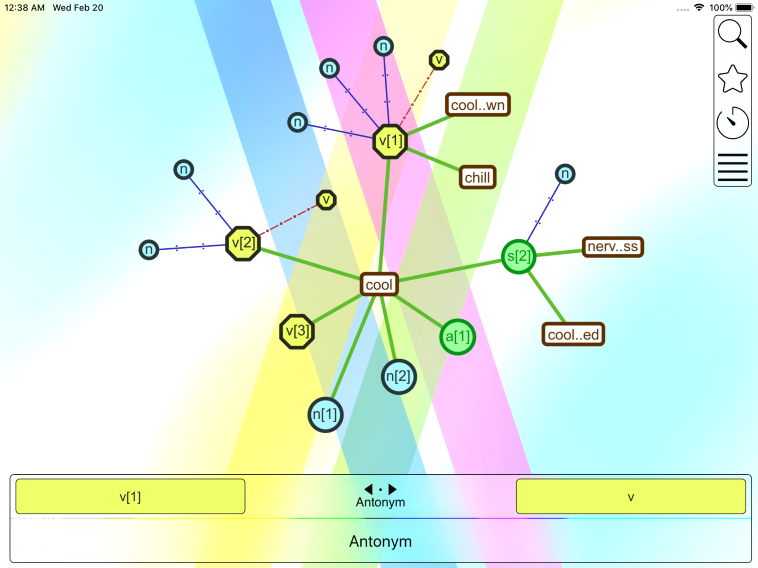 12:38 AM Wed Feb 20
100%
n
n
v
n
cool..wn
v[1]
n
chill
n
v
n
v[2]
s[2]
nerv..ss
cool
v[3]
a[1]
cool..ed
n[2]
n[1]
v[1]
Antonym
v
Antonym